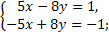 5x − 8y = 1,
−5x + 8y = −1;